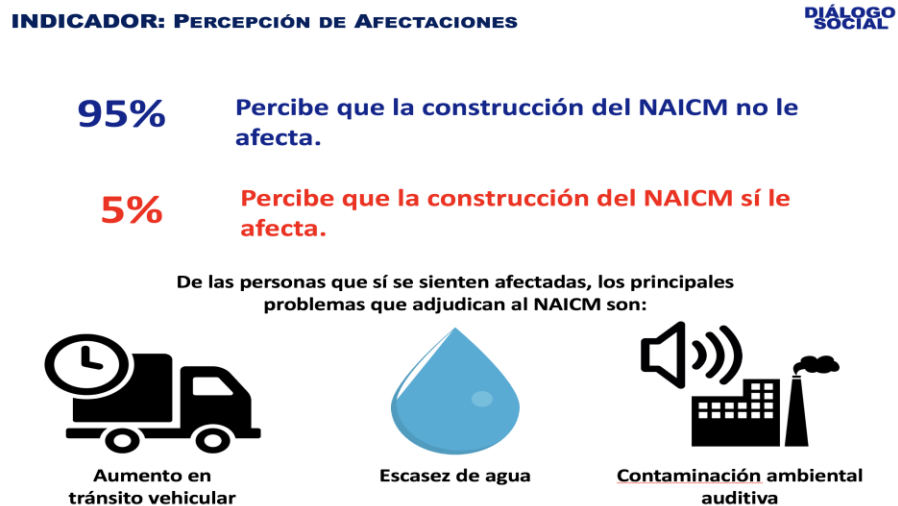 INDICADOR: PERCEPCIÓN DE AFECTACIONES
DIÁLOGO
SOCIAL
95%
Percibe que la construcción del NAICM no le
afecta.
5%
Percibe que la construcción del NAICM sí le
afecta.
De las personas que sí se sienten afectadas, los principales
problemas que adjudican al NAICM son:
Aumento en
tránsito vehicular
Escasez de agua
Contaminación ambiental
auditiva